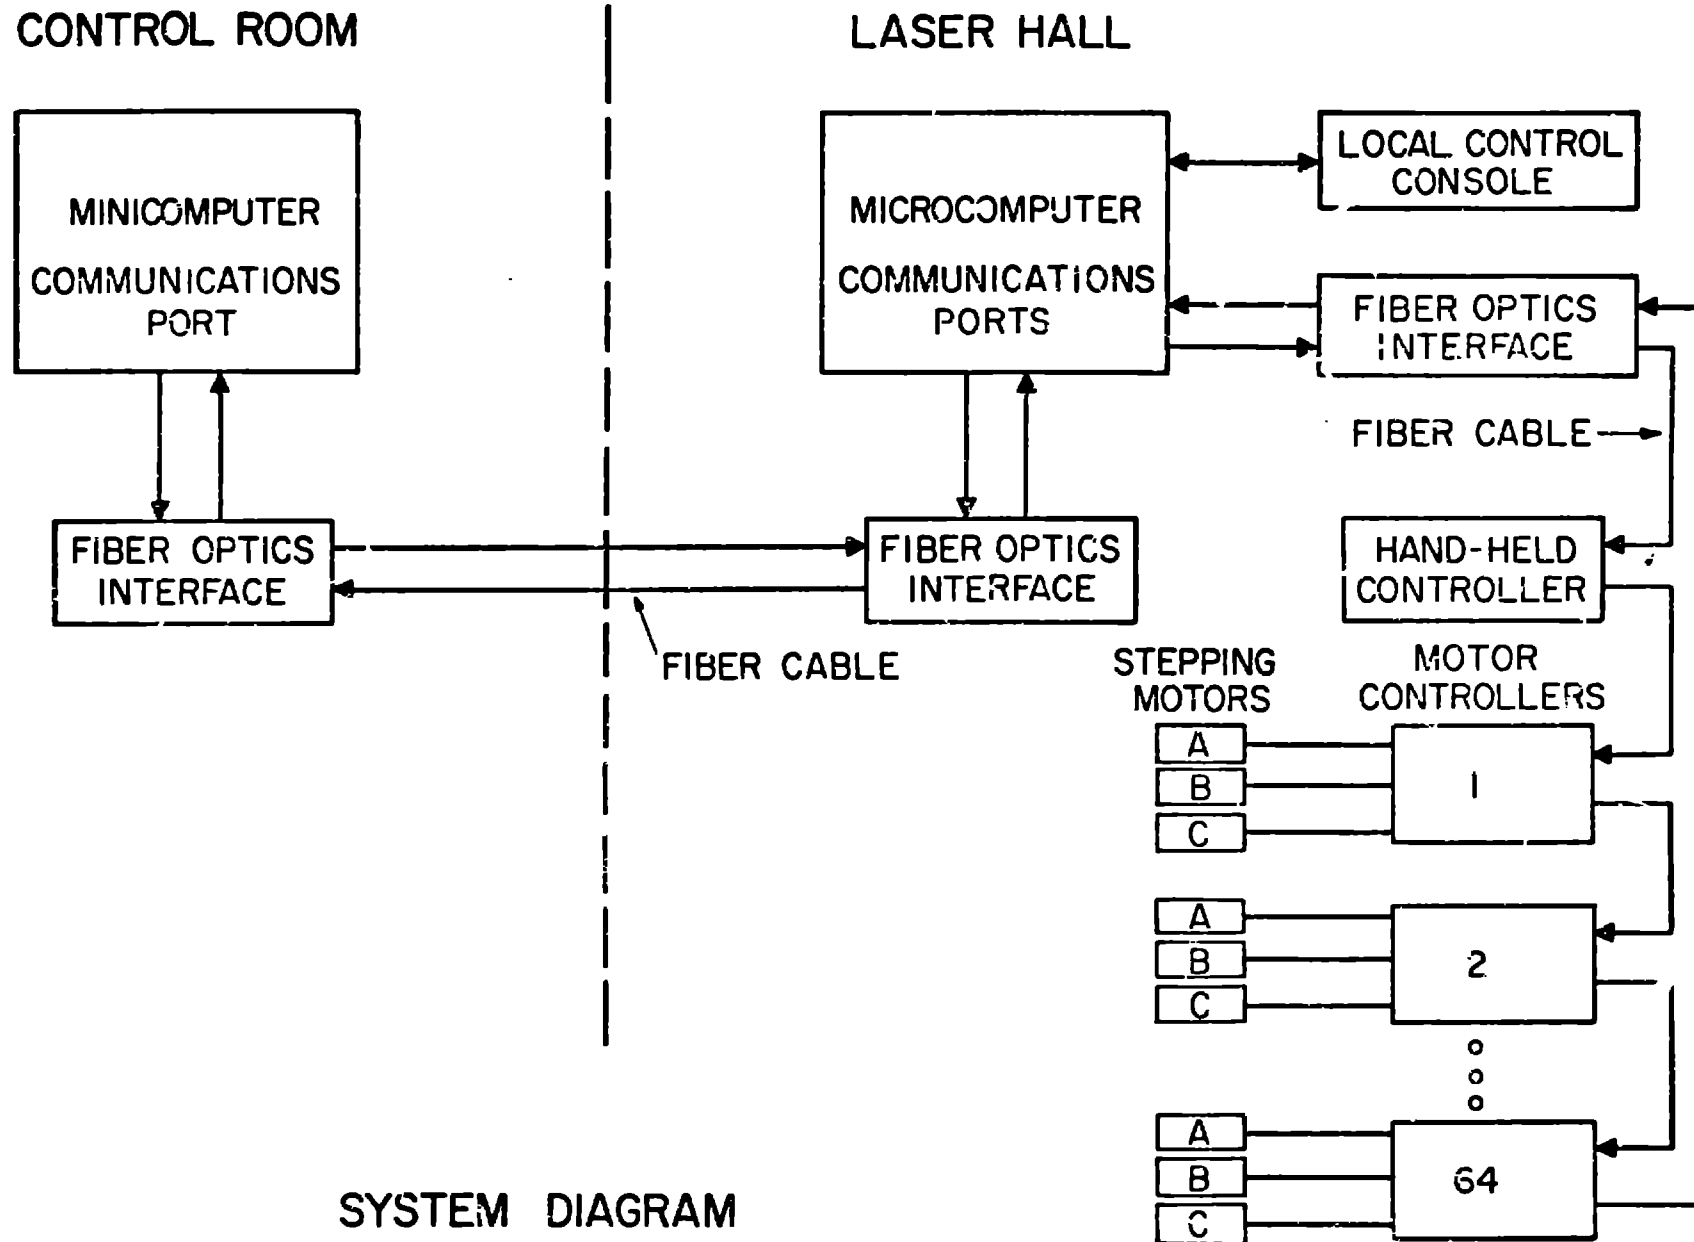 CONTROL ROOM
LASER HALL
MINICOMPUTER
COMMUNICATIONS
PORT
MICROCOMPUTER
COMMUNICATIONS
PORTS
LOCAL CONTROL
CONSOLE
FIBER OPTICS
INTERFACE
FIBER CABLE
FIBER OPTICS
INTERFACE
FIBER OPTICS
INTERFACE
HAND-HELD
CONTROLLER
FIBER CABLE
STEPPING
MOTORS
MOTOR
CONTROLLERS
A
B
C
1
A
B
C
2
A
B
C
64
SYSTEM DIAGRAM